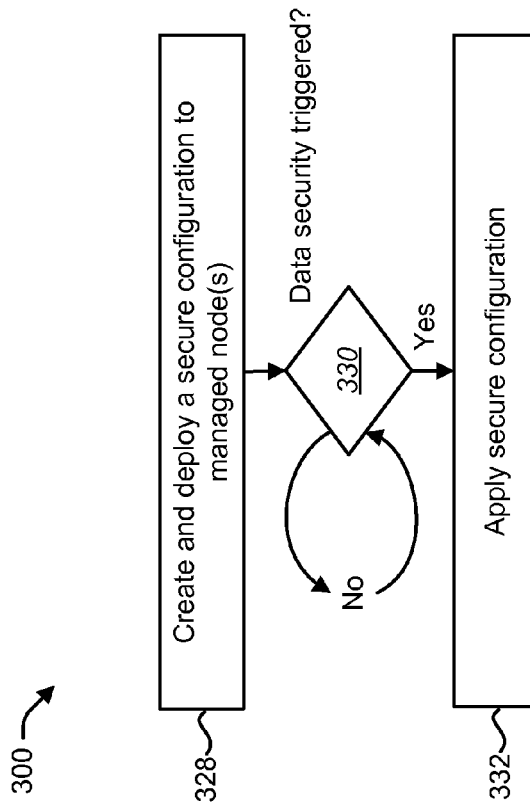 300
328
Create and deploy a secure configuration to
managed node(s)
Data security triggered?
330
No
Yes
332
Apply secure configuration